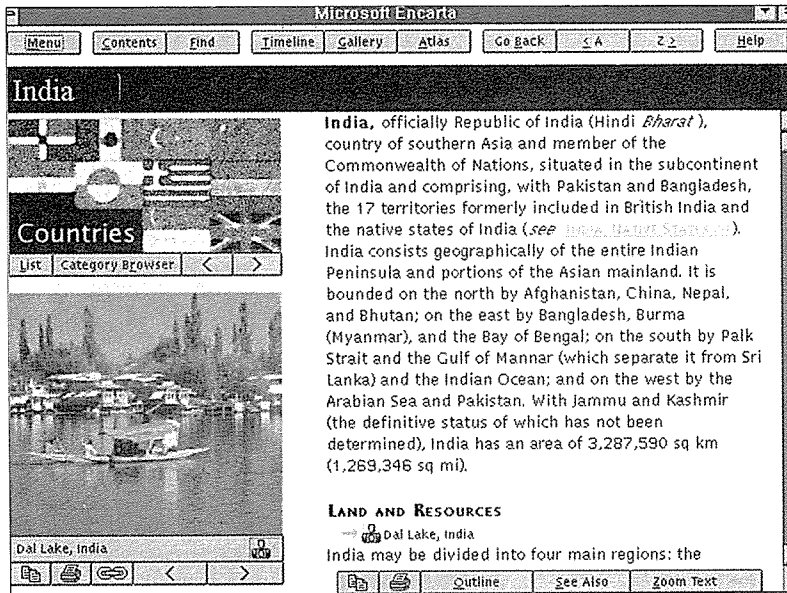 Microsoft Encarta
Menu Contents Find Timeline Gallery Atlas Go Back < A Z > Help
India
Countries
List Category Browser < >
Dal Lake, India
< >
India, officially Republic of India (Hindi Bharat ),
country of southern Asia and member of the
Commonwealth of Nations, situated in the subcontinent
of India and comprising, with Pakistan and Bangladesh,
the 17 territories formerly included in British India and
the native states of India (see India, Native States of).
India consists geographically of the entire Indian
Peninsula and portions of the Asian mainland. It is
bounded on the north by Afghanistan, China, Nepal,
and Bhutan; on the east by Bangladesh, Burma
(Myanmar), and the Bay of Bengal; on the south by Palk
Strait and the Gulf of Mannar (which separate it from Sri
Lanka) and the Indian Ocean; and on the west by the
Arabian Sea and Pakistan. With Jammu and Kashmir
(the definitive status of which has not been
determined), India has an area of 3,287,590 sq km
(1,269,346 sq mi).
LAND AND RESOURCES
Dal Lake, India
India may be divided into four main regions: the
Outline See Also Zoom Text